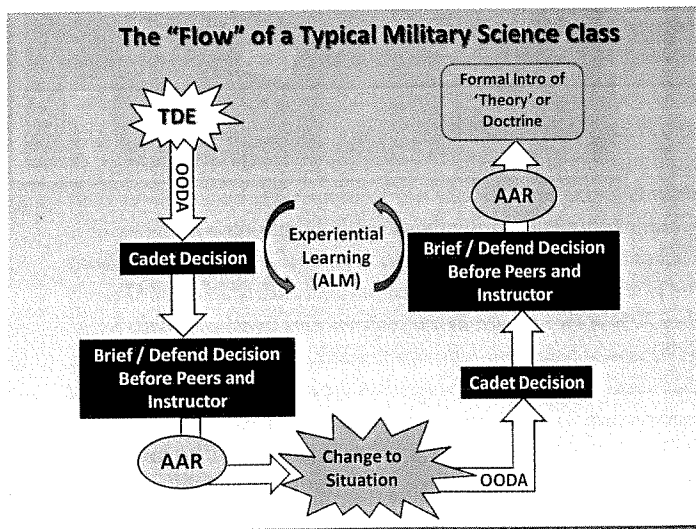 The “Flow” of a Typical Military Science Class
TDE
OODA
Cadet Decision
Brief / Defend Decision
Before Peers and
Instructor
AAR
Change to
Situation
OODA
Cadet Decision
Brief / Defend Decision
Before Peers and
Instructor
AAR
Formal Intro of
‘Theory’ or
Doctrine
Experiential
Learning
(ALM)